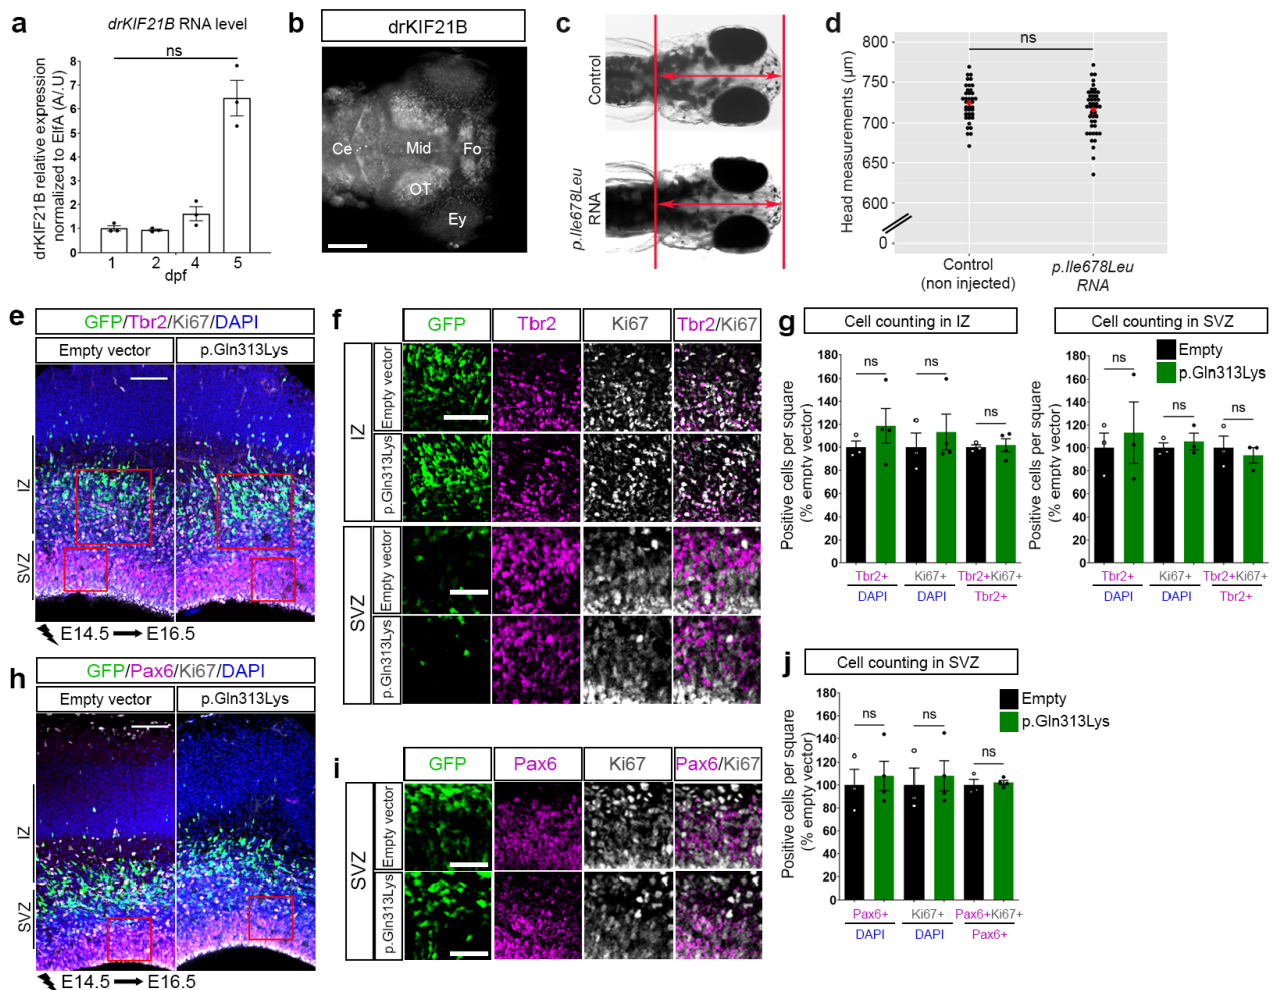 a
drKIF21B RNA level
ns
drKIF21B relative expression
normalized to ElfA (A/.U)
8
7
6
5
4
3
2
1
0
1 2 4 5
dpf
b
drKIF21B
Ce Mid Fo
OT
Ey
c
Control
p.Ile678Leu
RNA
d
ns
Head measurements (µm)
800
750
700
650
600
0
Control
(non injected)
p.Ile678Leu
RNA
e
GFP/Tbr2/Ki67/DAPI
Empty vector p.Gln313Lys
IZ
SVZ
E14.5 E16.5
f
GFP Tbr2 Ki67 Tbr2/Ki67
IZ
Empty vector
p.Gln313Lys
SVZ
Empty vector
p.Gln313Lys
g
Cell counting in IZ
Positive cells per square
(% empty vector)
180
160
140
120
100
80
60
40
20
0
ns ns ns
Tbr2+ Ki67+ Tbr2+Ki67+
DAPI DAPI Tbr2+
Cell counting in SVZ
Empty
p.Gln313Lys
Positive cells per square
(% empty vector)
180
160
140
120
100
80
60
40
20
0
ns ns ns
Tbr2+ Ki67+ Tbr2+Ki67+
DAPI DAPI Tbr2+
h
GFP/Pax6/Ki67/DAPI
Empty vector p.Gln313Lys
IZ
SVZ
E14.5 E16.5
i
GFP Pax6 Ki67 Pax6/Ki67
SVZ
Empty vector
p.Gln313Lys
j
Cell counting in SVZ
Empty
p.Gln313Lys
Positive cells per square
(% empty vector)
180
160
140
120
100
80
60
40
20
0
ns ns ns
Pax6+ Ki67+ Pax6+Ki67+
DAPI DAPI Pax6+